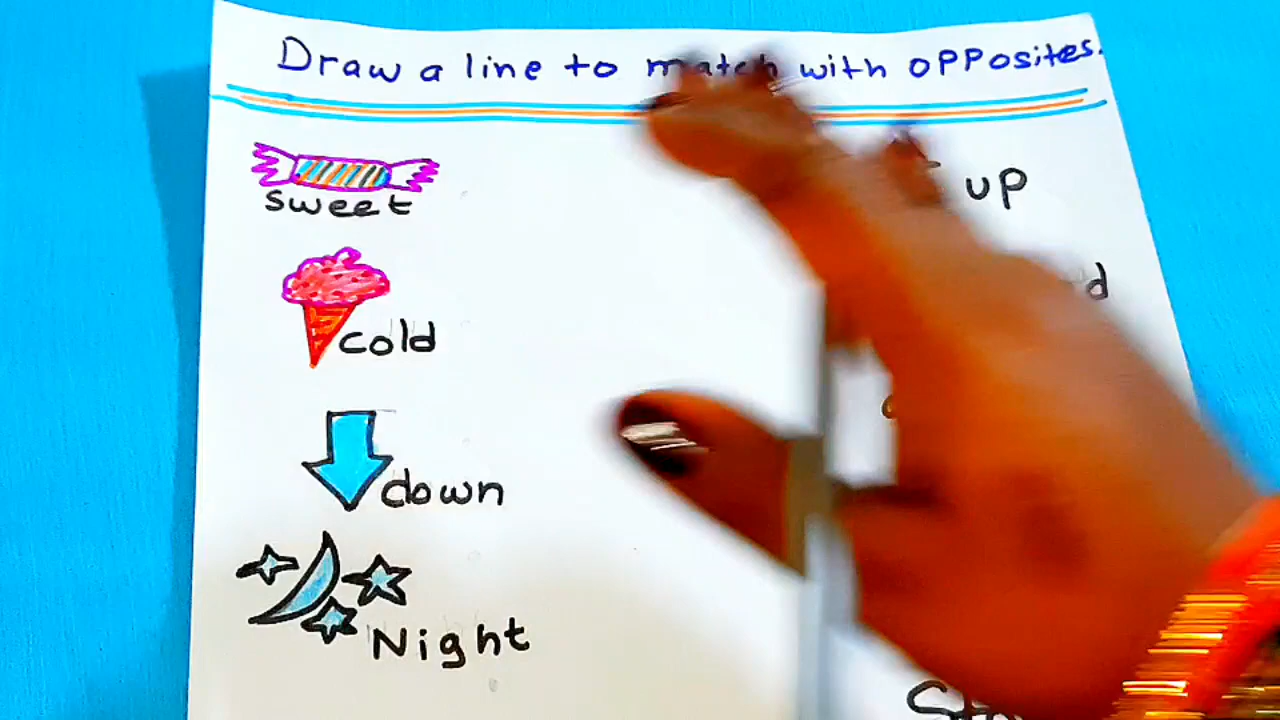 Draw a line to match with opposites.
sweet
up
cold
down
Night